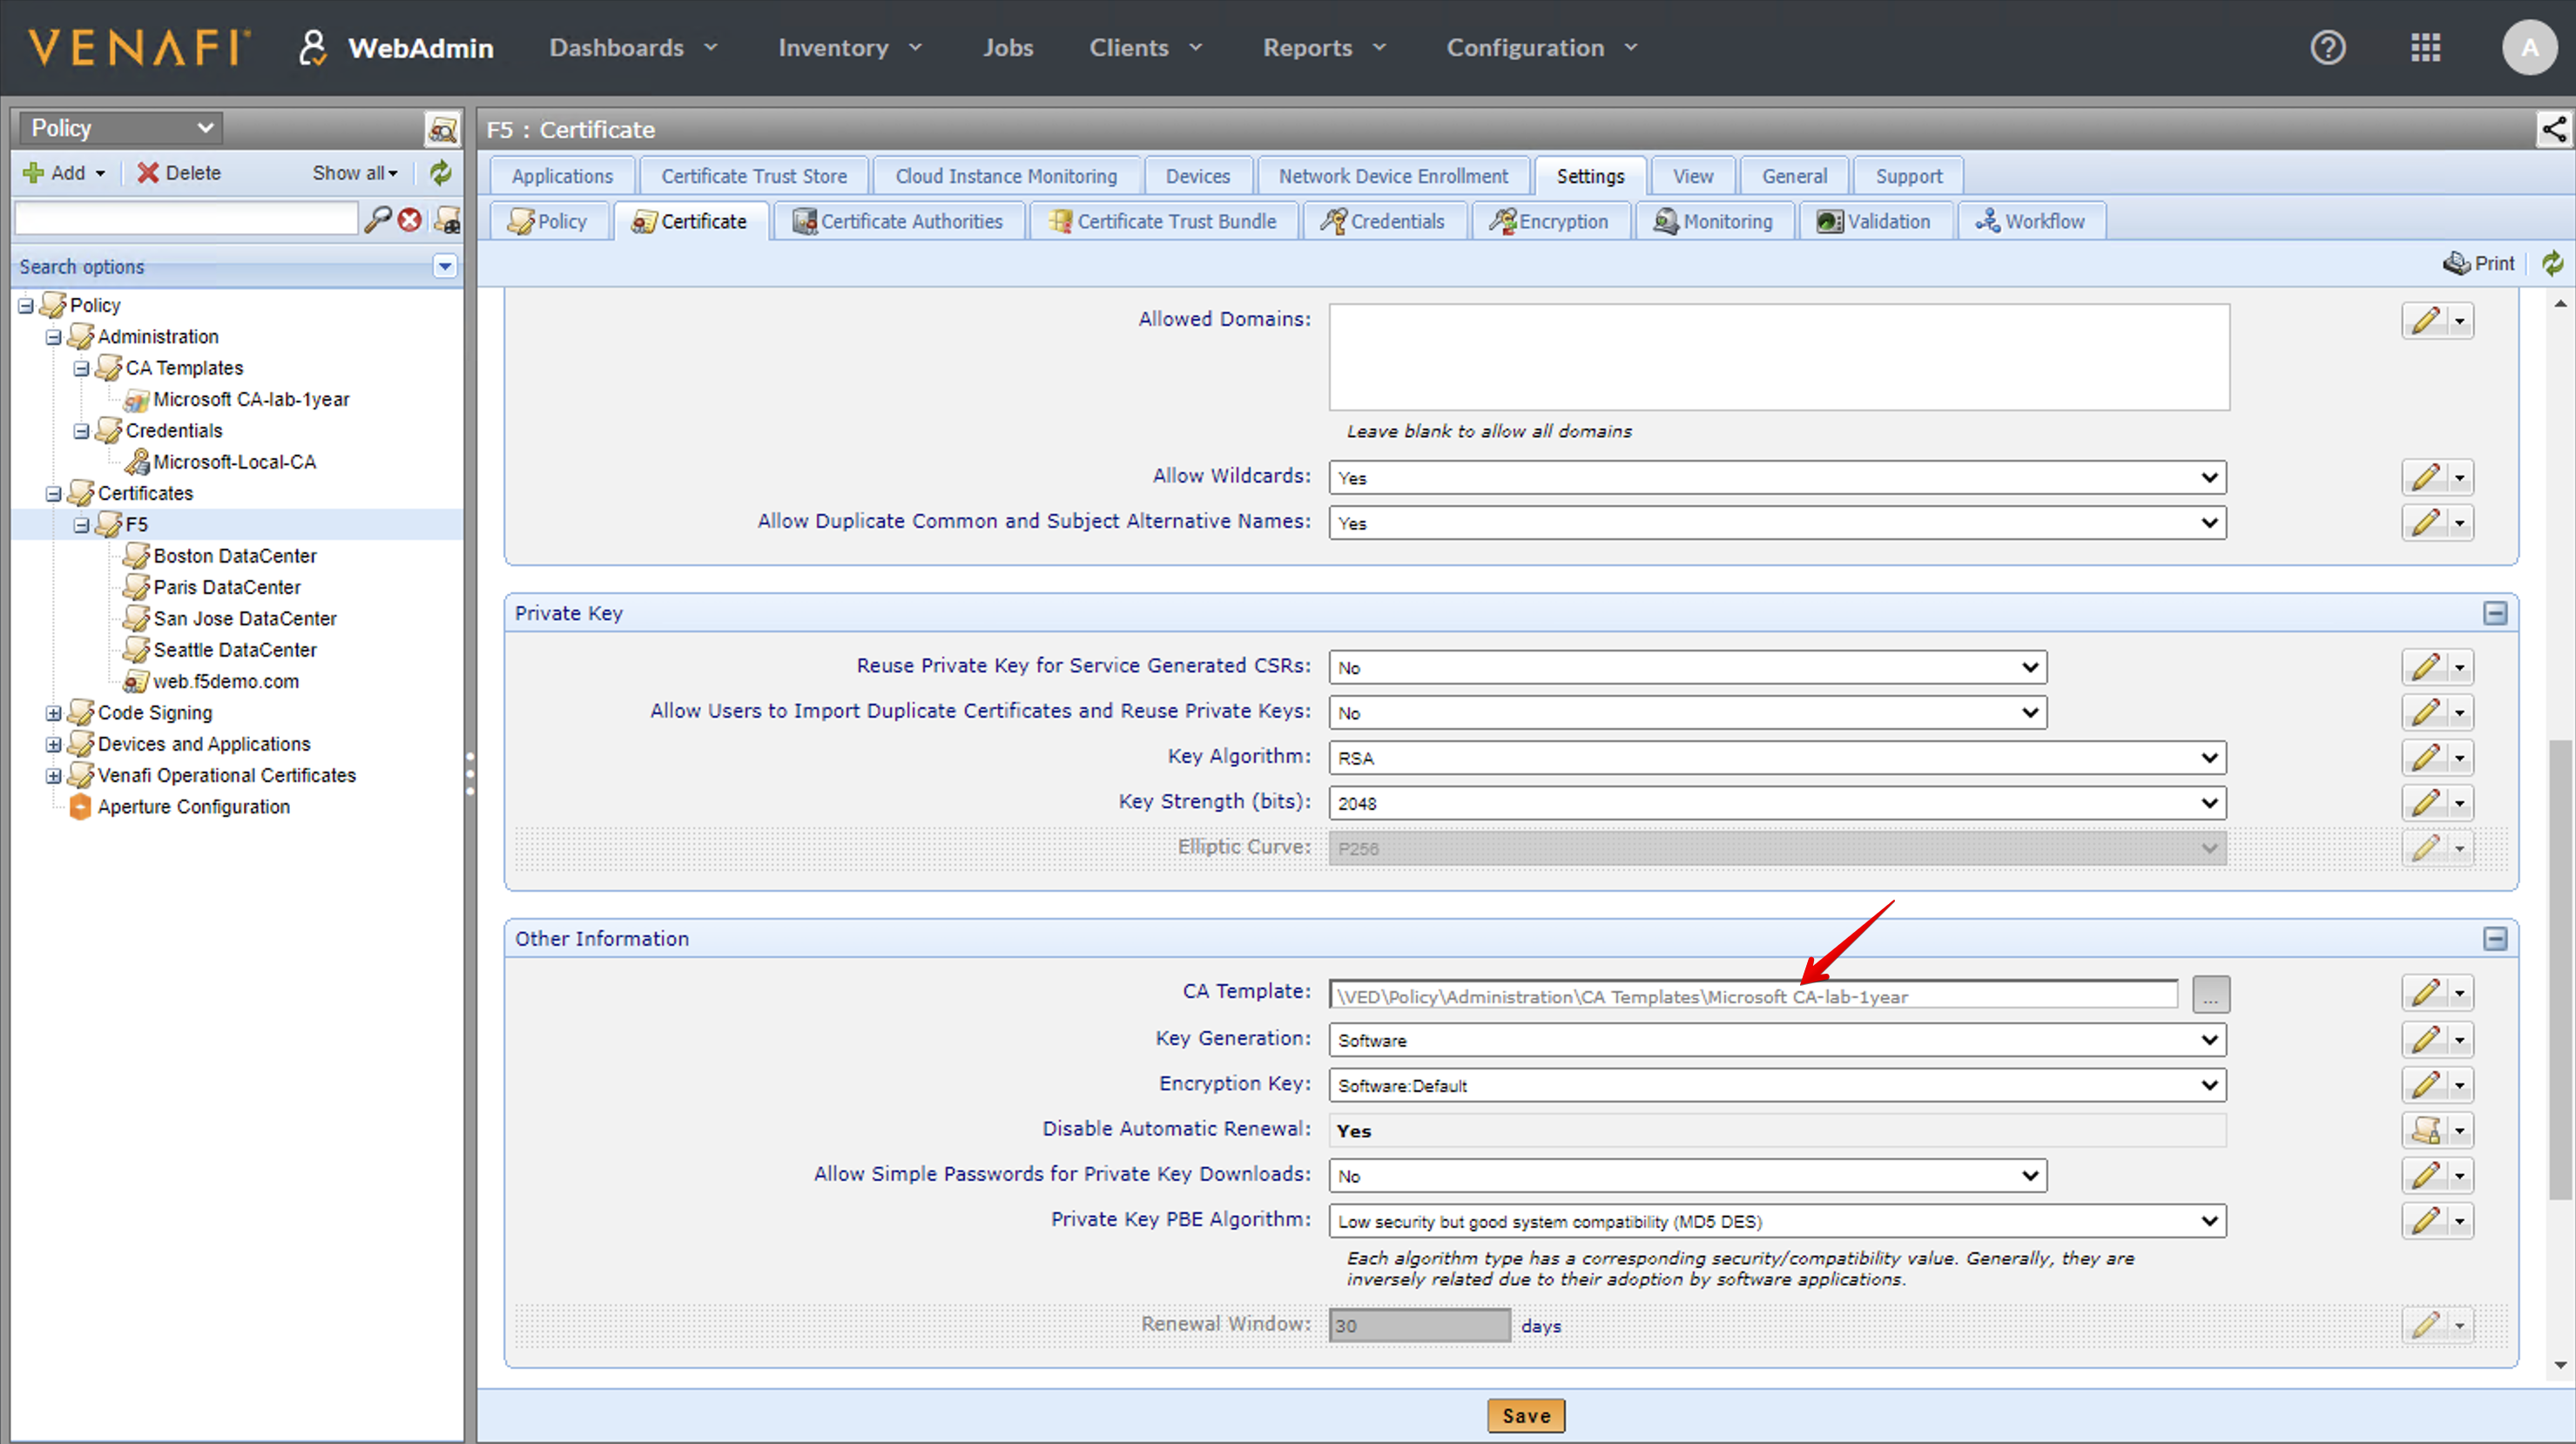 VENAFI WebAdmin Dashboards Inventory Jobs Clients Reports Configuration A
Policy
Add Delete Show all
Search options
Policy
Administration
CA Templates
Microsoft CA-lab-1year
Credentials
Microsoft-Local-CA
Certificates
F5
Boston DataCenter
Paris DataCenter
San Jose DataCenter
Seattle DataCenter
web.f5demo.com
Code Signing
Devices and Applications
Venafi Operational Certificates
Aperture Configuration
F5 : Certificate
Applications Certificate Trust Store Cloud Instance Monitoring Devices Network Device Enrollment Settings View General Support
Policy Certificate Certificate Authorities Certificate Trust Bundle Credentials Encryption Monitoring Validation Workflow
Print
Allowed Domains:
Leave blank to allow all domains
Allow Wildcards: Yes
Allow Duplicate Common and Subject Alternative Names: Yes
Private Key
Reuse Private Key for Service Generated CSRs: No
Allow Users to Import Duplicate Certificates and Reuse Private Keys: No
Key Algorithm: RSA
Key Strength (bits): 2048
Elliptic Curve: P256
Other Information
CA Template: \VED\Policy\Administration\CA Templates\Microsoft CA-lab-1year ...
Key Generation: Software
Encryption Key: Software:Default
Disable Automatic Renewal: Yes
Allow Simple Passwords for Private Key Downloads: No
Private Key PBE Algorithm: Low security but good system compatibility (MD5 DES)
Each algorithm type has a corresponding security/compatibility value. Generally, they are
inversely related due to their adoption by software applications.
Renewal Window: 30 days
Save